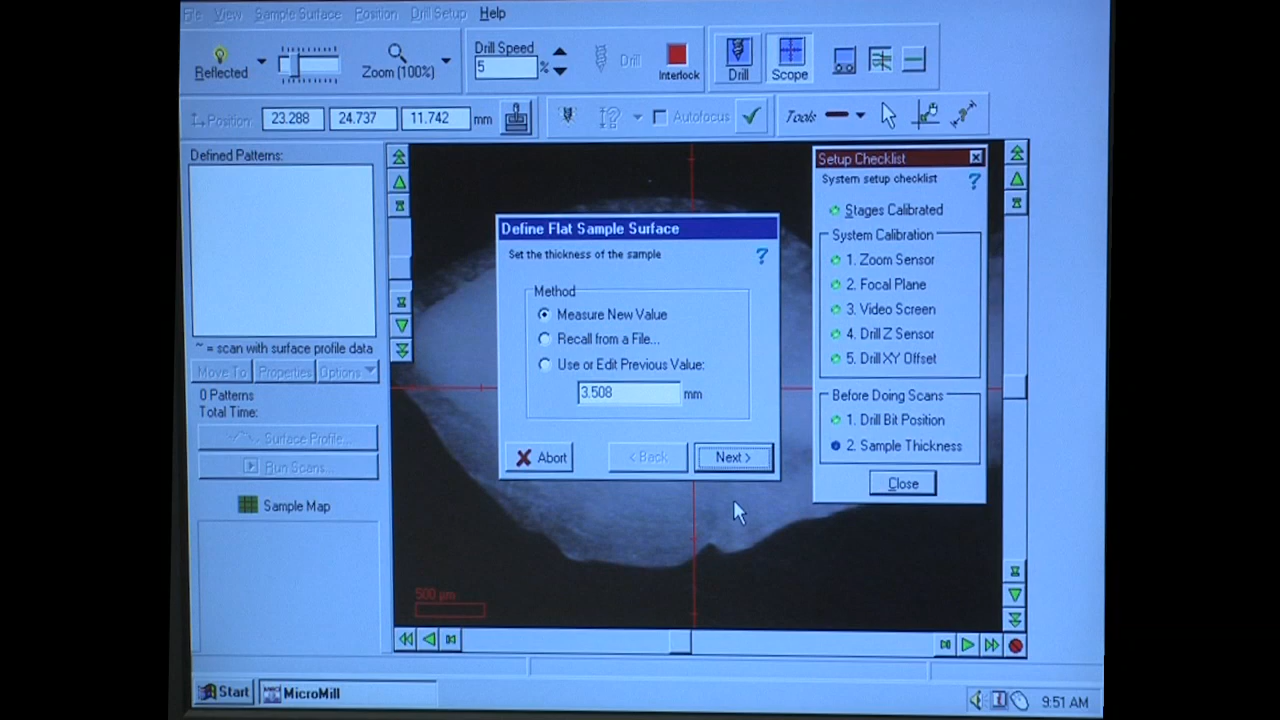 File View Sample Surface Position Drill Setup Help
Reflected
Zoom (100%)
Drill Speed
5 %
Drill
Interlock
Drill
Scope
Position: 23.288 24.737 11.742 mm
Autofocus
Tools
Defined Patterns:
~ = scan with surface profile data
Move To Properties Options
0 Patterns
Total Time:
Surface Profile...
Run Scans...
Sample Map
Define Flat Sample Surface
Set the thickness of the sample
?
Method
Measure New Value
Recall from a File...
Use or Edit Previous Value:
3.508 mm
Abort < Back Next >
500 µm
Setup Checklist
System setup checklist
?
Stages Calibrated
System Calibration
1. Zoom Sensor
2. Focal Plane
3. Video Screen
4. Drill Z Sensor
5. Drill XY Offset
Before Doing Scans
1. Drill Bit Position
2. Sample Thickness
Close
Start MicroMill 9:51 AM